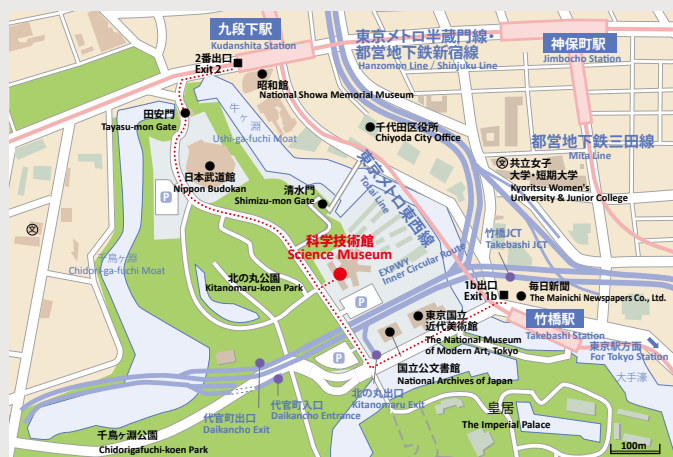 九段下駅
Kudanshita Station
東京メトロ半蔵門線・
都営地下鉄新宿線
Hanzomon Line / Shinjuku Line
神保町駅
Jimbocho Station
2番出口
Exit 2
昭和館
National Showa Memorial Museum
田安門
Tayasu-mon Gate
牛ヶ淵
Ushi-ga-fuchi Moat
千代田区役所
Chiyoda City Office
都営地下鉄三田線
Mita Line
文
共立女子
大学・短期大学
Kyoritsu Women's
University & Junior College
日本武道館
Nippon Budokan
清水門
Shimizu-mon Gate
東京メトロ東西線
Tozai Line
P
文
竹橋JCT
Takebashi JCT
科学技術館
Science Museum
千鳥ヶ淵
Chidori-ga-fuchi Moat
北の丸公園
Kitanomaru-koen Park
EXPWY
Inner Circular Route
1b出口
Exit 1b
毎日新聞
The Mainichi Newspapers Co., Ltd.
P
竹橋駅
Takebashi Station
東京国立
近代美術館
The National Museum
of Modern Art, Tokyo
東京駅方面
For Tokyo Station
P
国立公文書館
National Archives of Japan
大手濠
代官町出口
Daikancho Exit
代官町入口
Daikancho Entrance
北の丸出口
Kitanomaru Exit
皇居
The Imperial Palace
千鳥ヶ淵公園
Chidorigafuchi-koen Park
100m